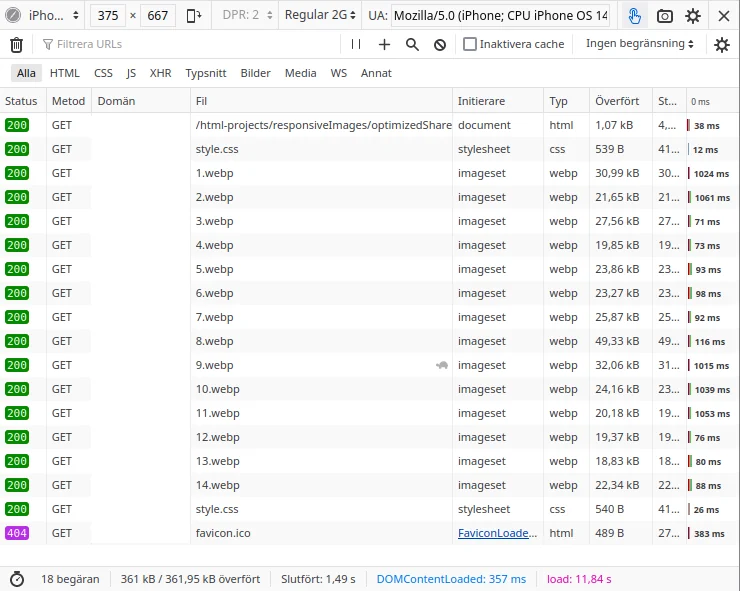 iPho... 375 × 667 DPR: 2 Regular 2G UA: Mozilla/5.0 (iPhone; CPU iPhone OS 14
Filtrera URLs Inaktivera cache Ingen begränsning
Alla HTML CSS JS XHR Typsnitt Bilder Media WS Annat
Status Metod Domän Fil Initierare Typ Överfört St... 0 ms
200 GET /html-projects/responsiveImages/optimizedShare document html 1,07 kB 4,... 38 ms
200 GET style.css stylesheet css 539 B 41... 12 ms
200 GET 1.webp imageset webp 30,99 kB 30... 1024 ms
200 GET 2.webp imageset webp 21,65 kB 21... 1061 ms
200 GET 3.webp imageset webp 27,56 kB 27... 71 ms
200 GET 4.webp imageset webp 19,85 kB 19... 73 ms
200 GET 5.webp imageset webp 23,86 kB 23... 93 ms
200 GET 6.webp imageset webp 23,27 kB 23... 98 ms
200 GET 7.webp imageset webp 25,87 kB 25... 92 ms
200 GET 8.webp imageset webp 49,33 kB 49... 116 ms
200 GET 9.webp imageset webp 32,06 kB 31... 1015 ms
200 GET 10.webp imageset webp 24,16 kB 23... 1039 ms
200 GET 11.webp imageset webp 20,18 kB 19... 1053 ms
200 GET 12.webp imageset webp 19,37 kB 19... 76 ms
200 GET 13.webp imageset webp 18,83 kB 18... 80 ms
200 GET 14.webp imageset webp 22,34 kB 22... 88 ms
200 GET style.css stylesheet css 540 B 41... 26 ms
404 GET favicon.ico FaviconLoade... html 489 B 27... 383 ms
18 begäran 361 kB / 361,95 kB överfört Slutfört: 1,49 s DOMContentLoaded: 357 ms load: 11,84 s